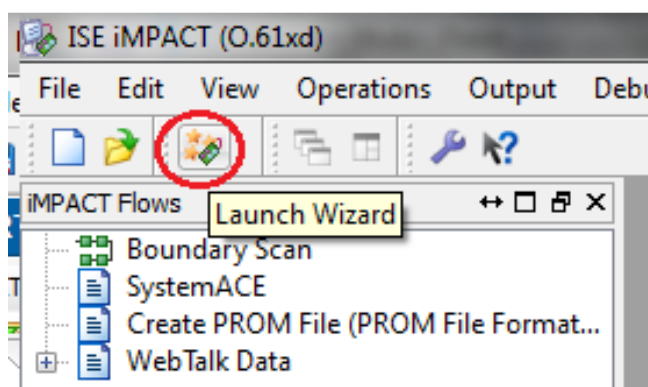 ISE iMPACT (O.61xd)
File Edit View Operations Output Debu
iMPACT Flows
Launch Wizard
Boundary Scan
SystemACE
Create PROM File (PROM File Format...
WebTalk Data